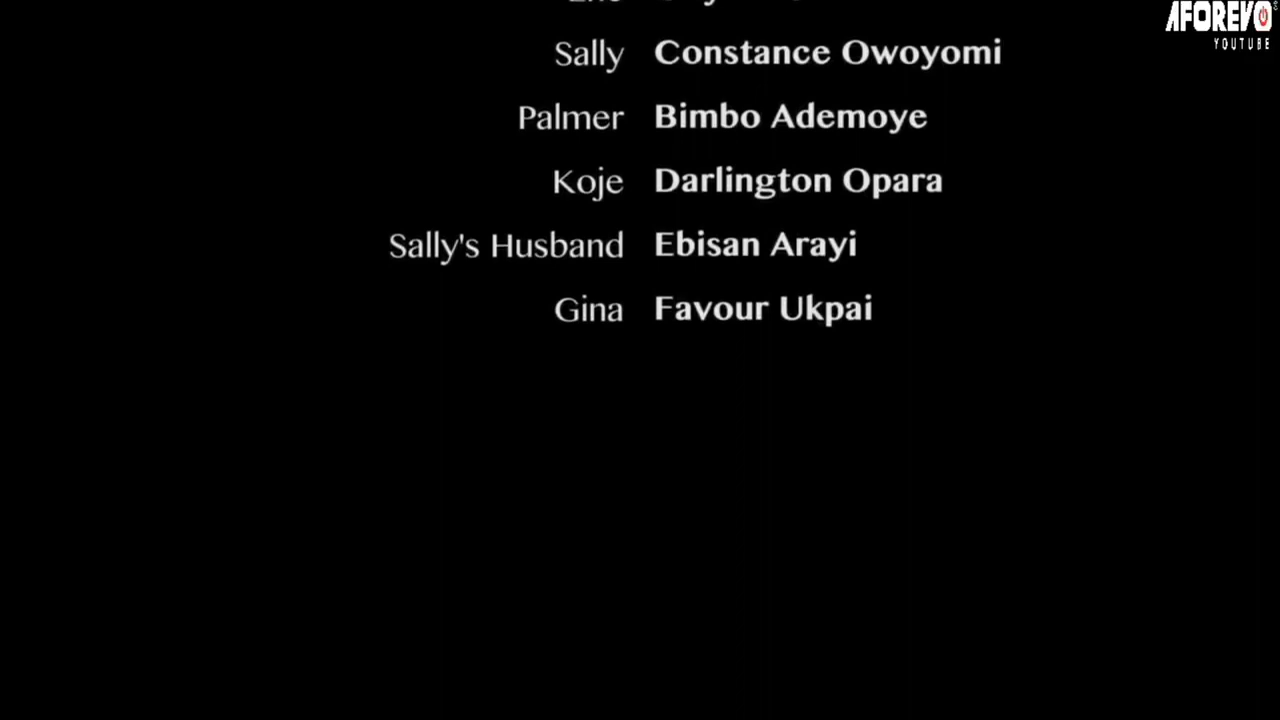 AFOREVO
YOUTUBE
Sally Constance Owoyomi
Palmer Bimbo Ademoye
Koje Darlington Opara
Sally's Husband Ebisan Arayi
Gina Favour Ukpai